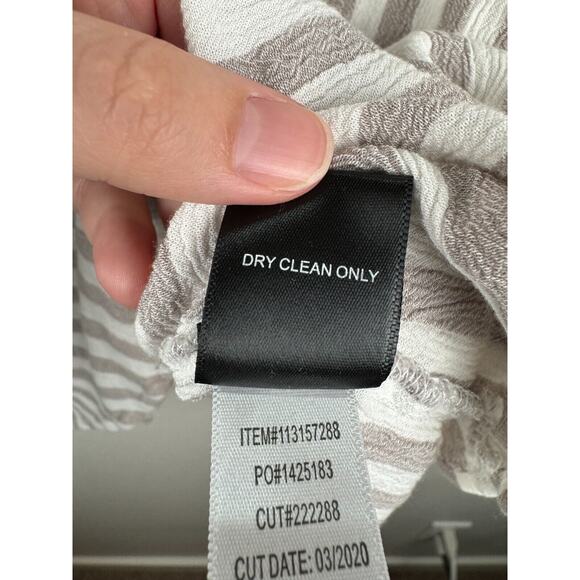 DRY CLEAN ONLY
ITEM#113157288
PO#1425183
CUT#222288
CUT DATE: 03/2020